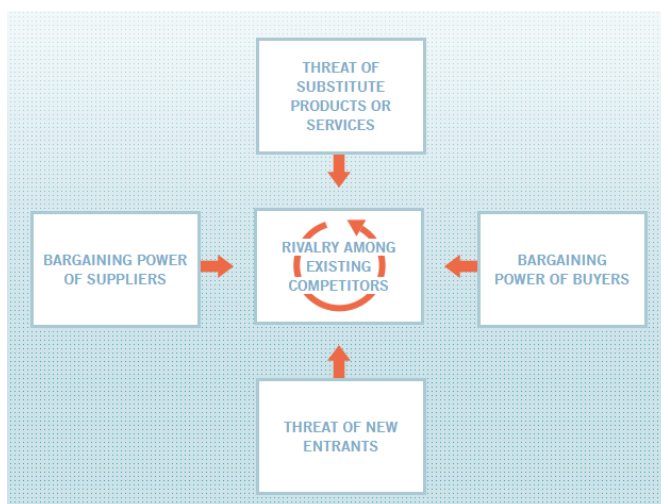 THREAT OF
SUBSTITUTE
PRODUCTS OR
SERVICES
BARGAINING POWER
OF SUPPLIERS
RIVALRY AMONG
EXISTING
COMPETITORS
BARGAINING
POWER OF BUYERS
THREAT OF NEW
ENTRANTS